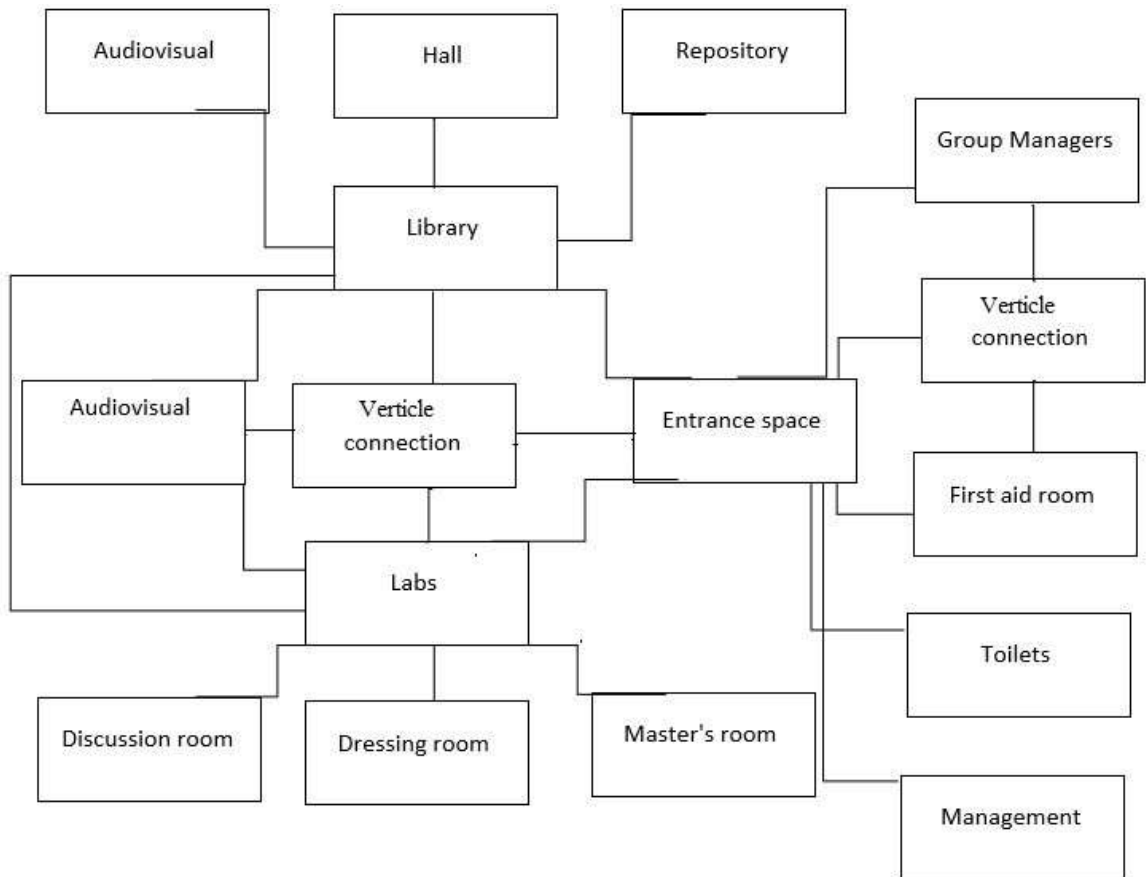 Audiovisual
Hall
Repository
Group Managers
Library
Verticle
connection
Audiovisual
Verticle
connection
Entrance space
First aid room
Labs
Toilets
Discussion room
Dressing room
Master's room
Management